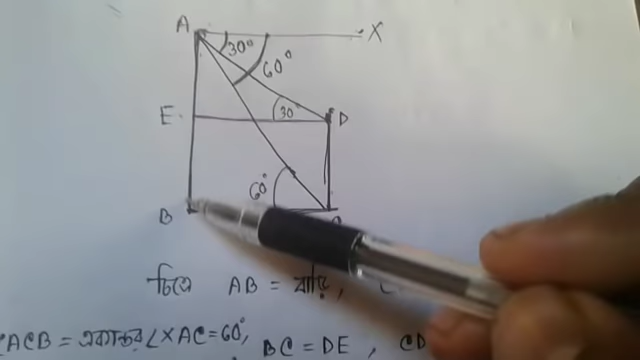 A X
30°
60°
E 30° D
60°
B
চিত্রে AB = বাড়ি, C
∠ACB = একান্তর ∠XAC = 60°,
BC = DE , CD